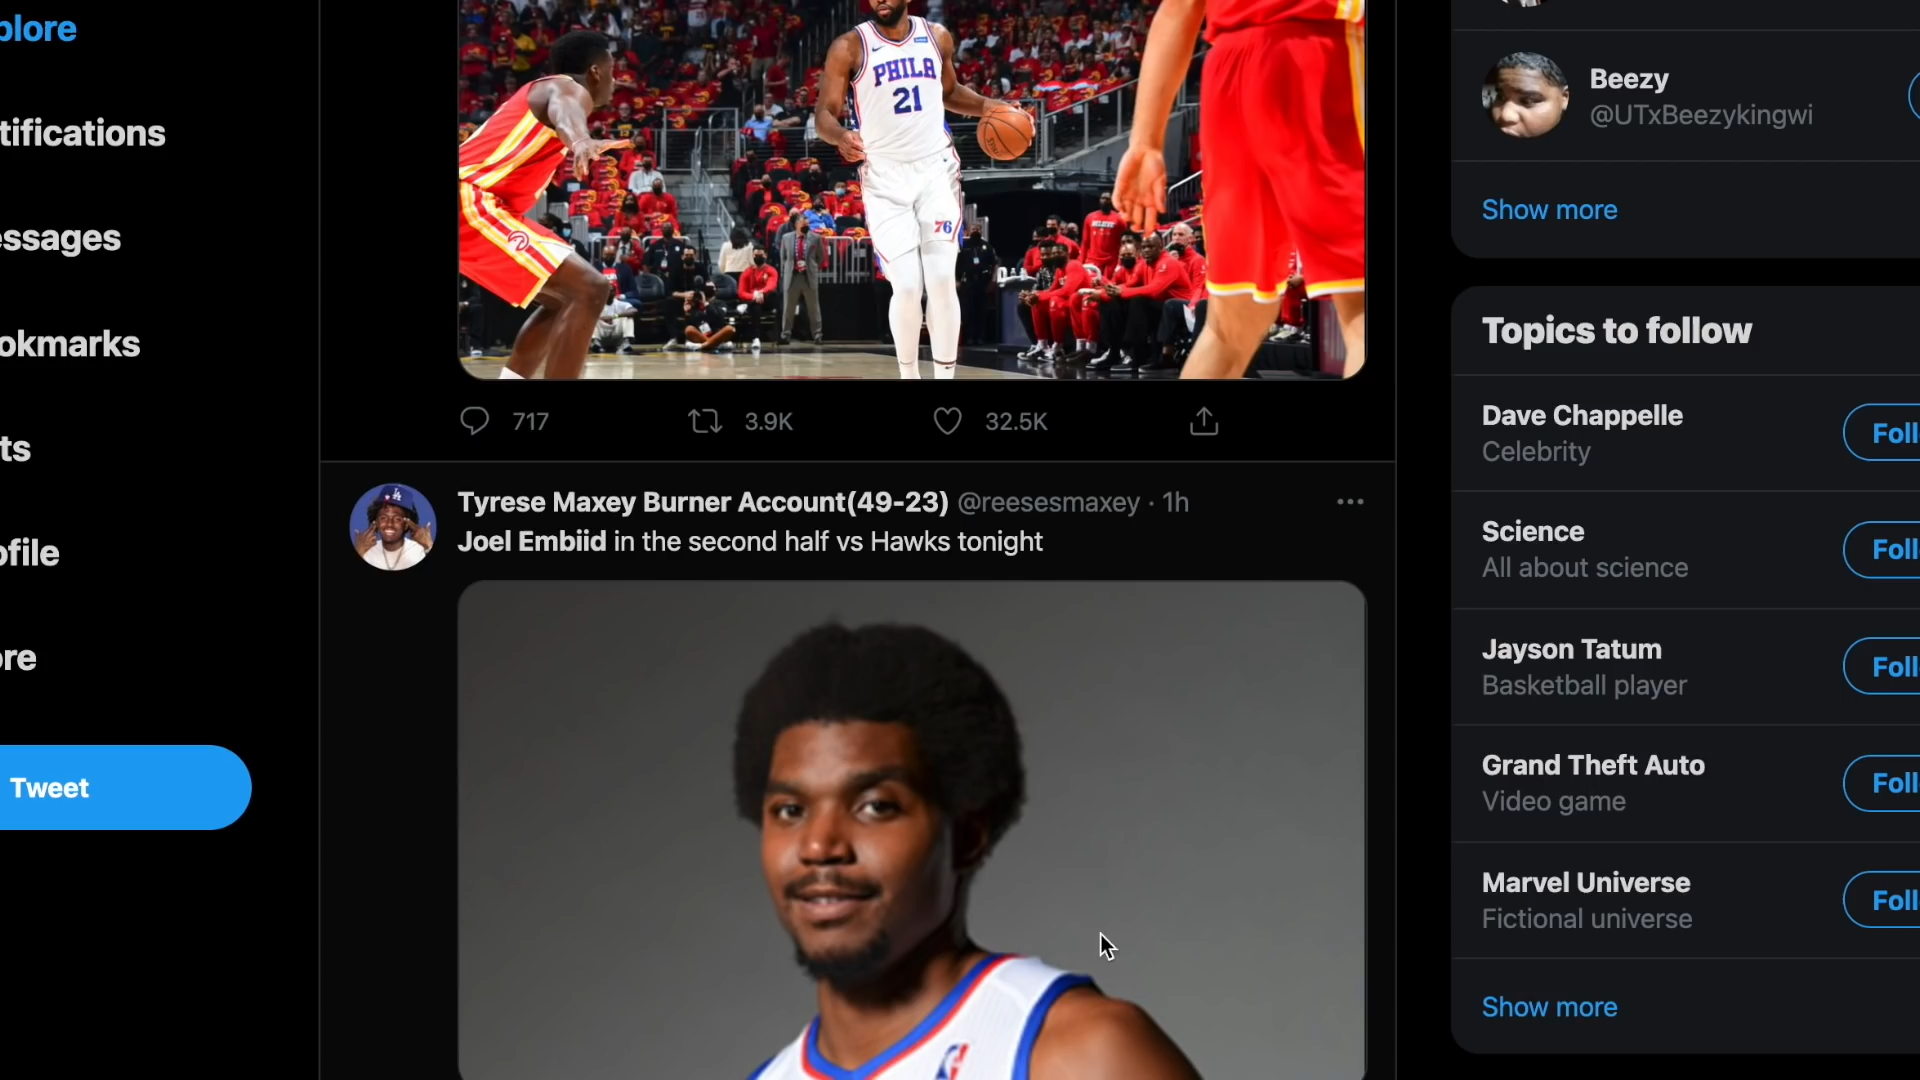 plore
tifications
essages
okmarks
ts
ofile
ore
Tweet
PHILA
21
76
717
3.9K
32.5K
Tyrese Maxey Burner Account(49-23) @reesesmaxey · 1h
Joel Embiid in the second half vs Hawks tonight
Beezy
@UTxBeezykingwi
Show more
Topics to follow
Dave Chappelle
Celebrity
Foll
Science
All about science
Foll
Jayson Tatum
Basketball player
Foll
Grand Theft Auto
Video game
Foll
Marvel Universe
Fictional universe
Foll
Show more